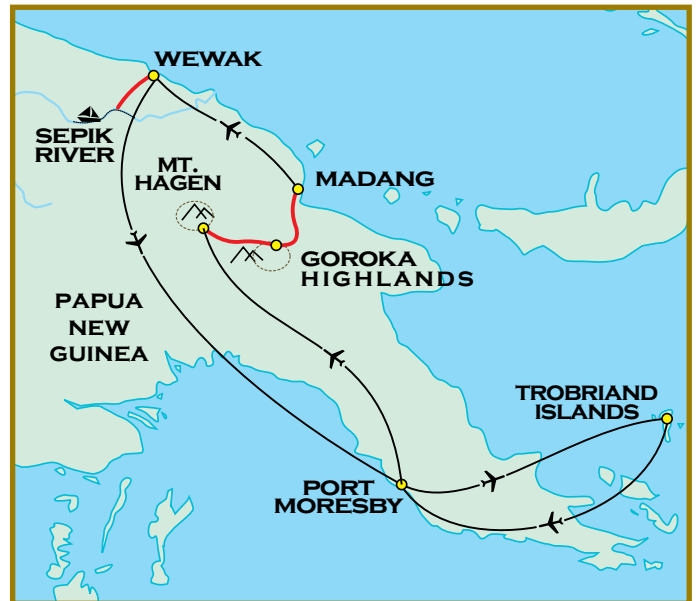 WEWAK
SEPIK
RIVER
MT.
HAGEN
MADANG
GOROKA
HIGHLANDS
PAPUA
NEW
GUINEA
TROBRIAND
ISLANDS
PORT
MORESBY